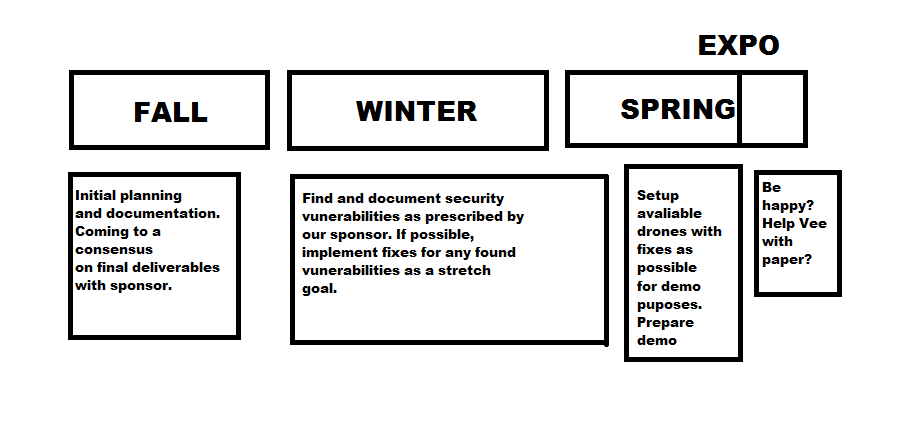 EXPO
FALL
WINTER
SPRING
Initial planning
and documentation.
Coming to a
consensus
on final deliverables
with sponsor.
Find and document security
vunerabilities as prescribed by
our sponsor. If possible,
implement fixes for any found
vunerabilities as a stretch
goal.
Setup
avaliable
drones with
fixes as
possible
for demo
puposes.
Prepare
demo
Be
happy?
Help Vee
with
paper?